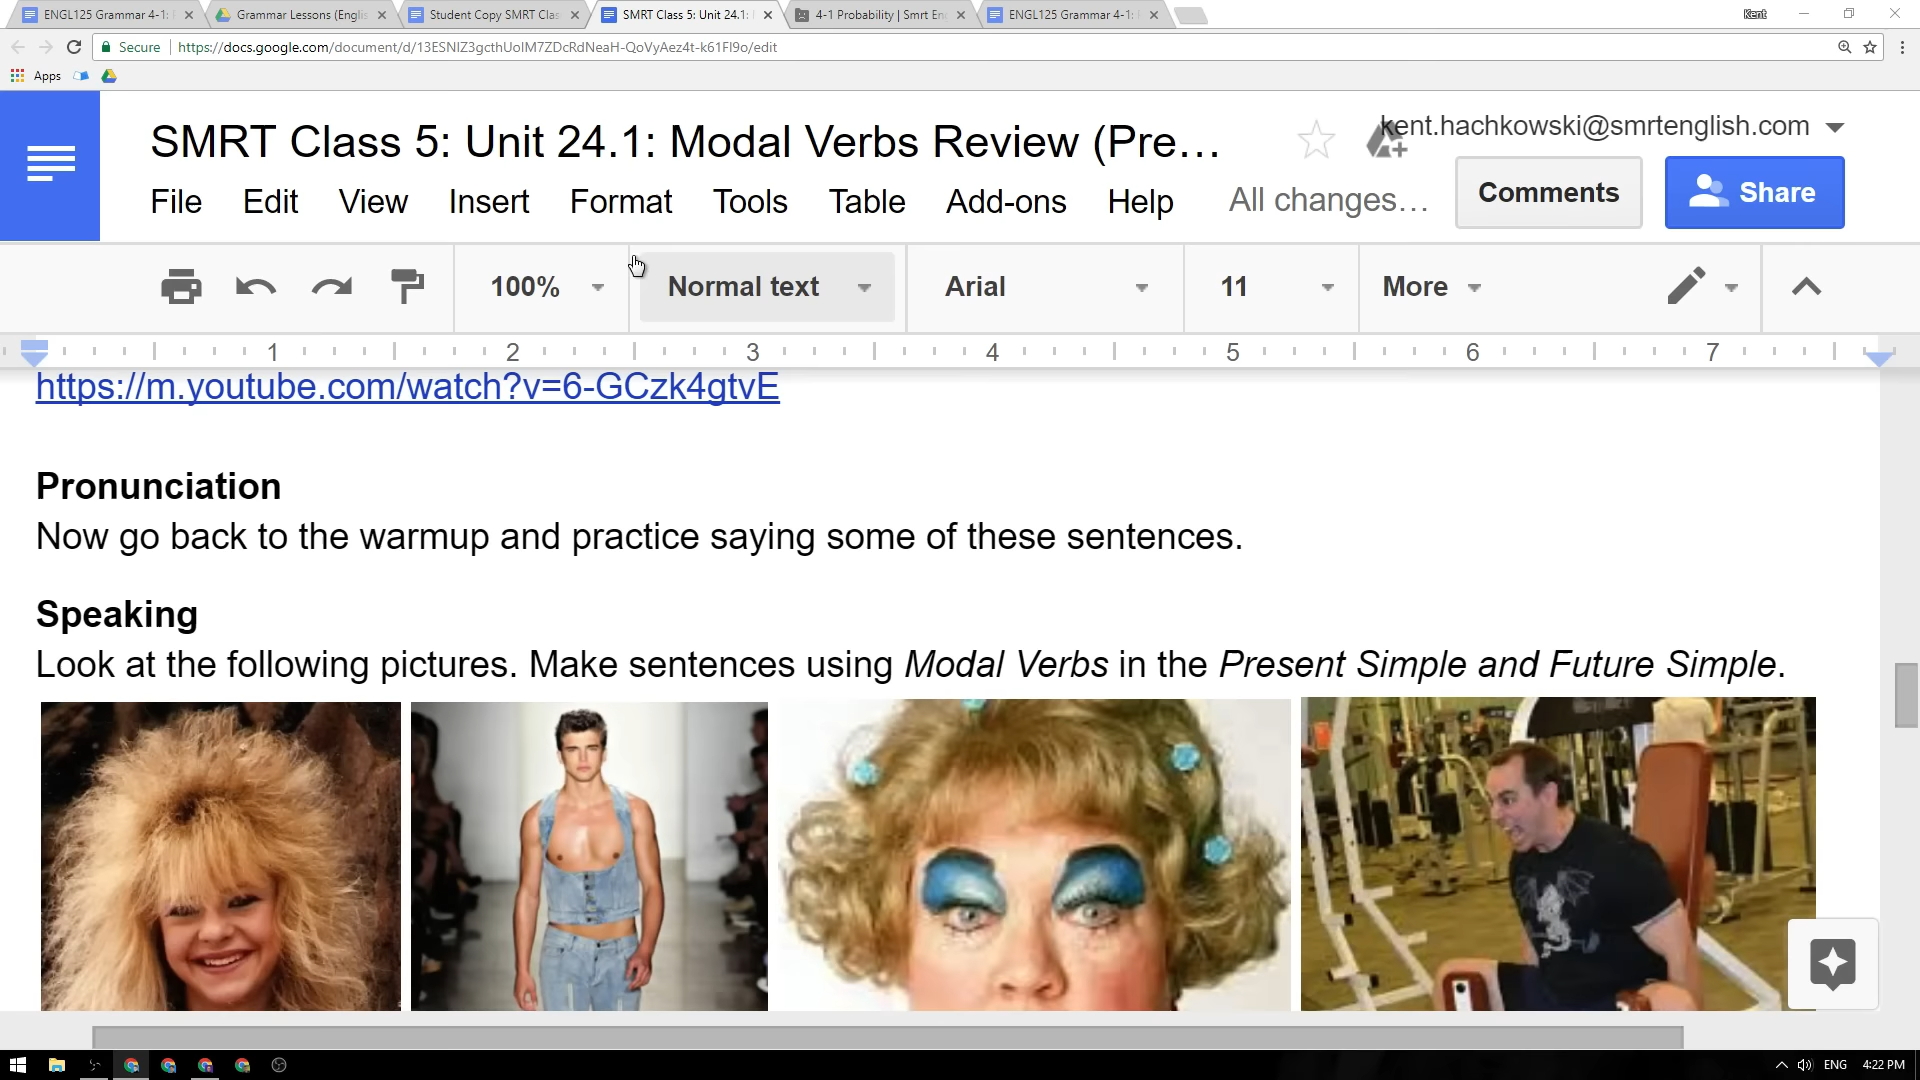 ENGL125 Grammar 4-1:
Grammar Lessons (Englis
Student Copy SMRT Clas
SMRT Class 5: Unit 24.1:
4-1 Probability | Smrt En
ENGL125 Grammar 4-1:
Kent
Secure
https://docs.google.com/document/d/13ESNIZ3gcthUoIM7ZDcRdNeaH-QoVyAez4t-k61FI9o/edit
Apps
SMRT Class 5: Unit 24.1: Modal Verbs Review (Pre…
kent.hachkowski@smrtenglish.com
File Edit View Insert Format Tools Table Add-ons Help All changes…
Comments
Share
100% Normal text Arial 11 More
1 2 3 4 5 6 7
https://m.youtube.com/watch?v=6-GCzk4gtvE
Pronunciation
Now go back to the warmup and practice saying some of these sentences.
Speaking
Look at the following pictures. Make sentences using Modal Verbs in the Present Simple and Future Simple.
ENG 4:22 PM